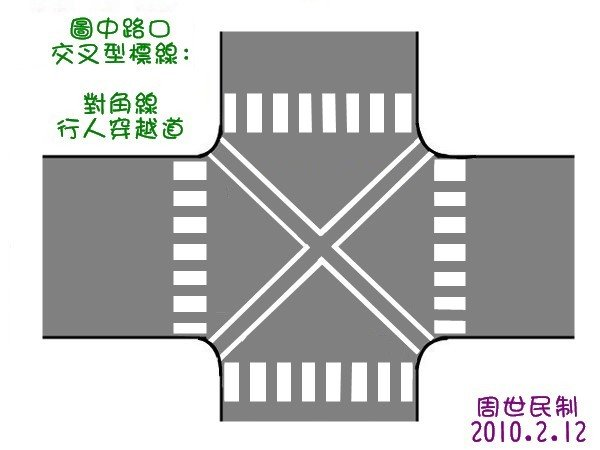 圖中路口
交叉型標線:
對角線
行人穿越道
周世民制
2010.2.12